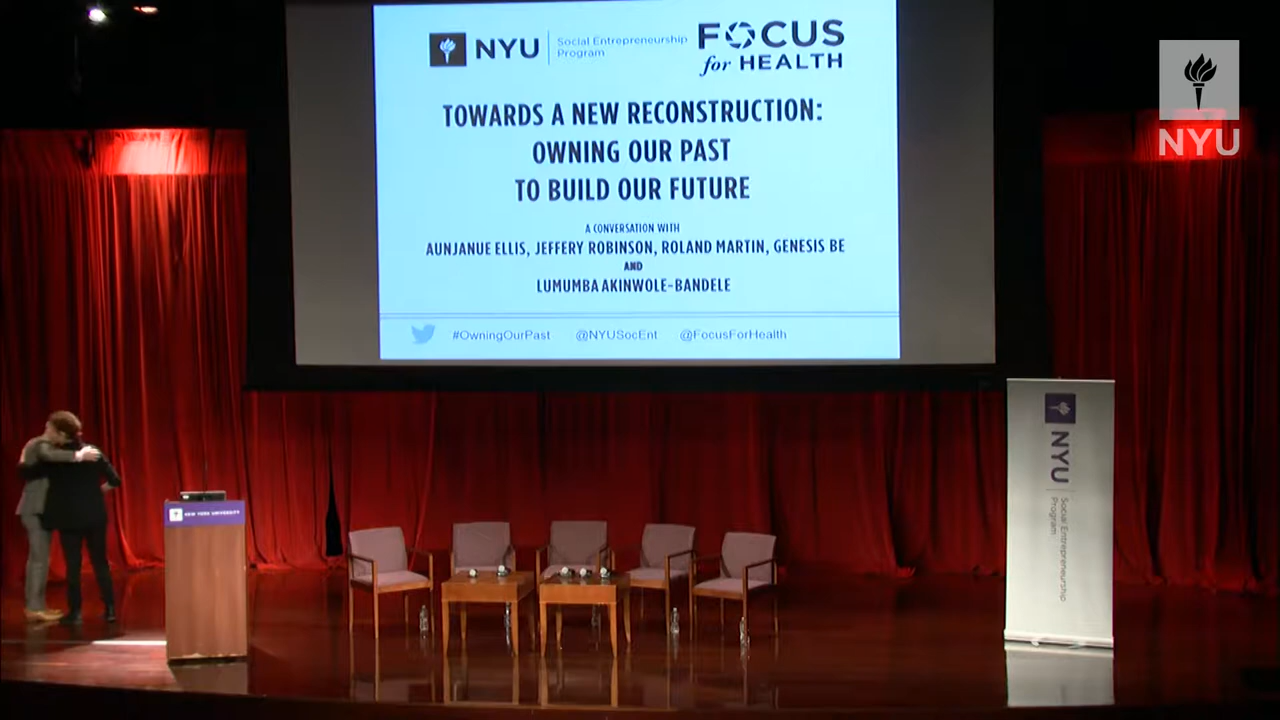 NYU
Social Entrepreneurship
Program
FOCUS
for HEALTH
TOWARDS A NEW RECONSTRUCTION:
OWNING OUR PAST
TO BUILD OUR FUTURE
A CONVERSATION WITH
AUNJANUE ELLIS, JEFFERY ROBINSON, ROLAND MARTIN, GENESIS BE
AND
LUMUMBA AKINWOLE-BANDELE
#OwningOurPast @NYUSocEnt @FocusForHealth
NYU
NEW YORK UNIVERSITY
NYU
Social Entrepreneurship
Program